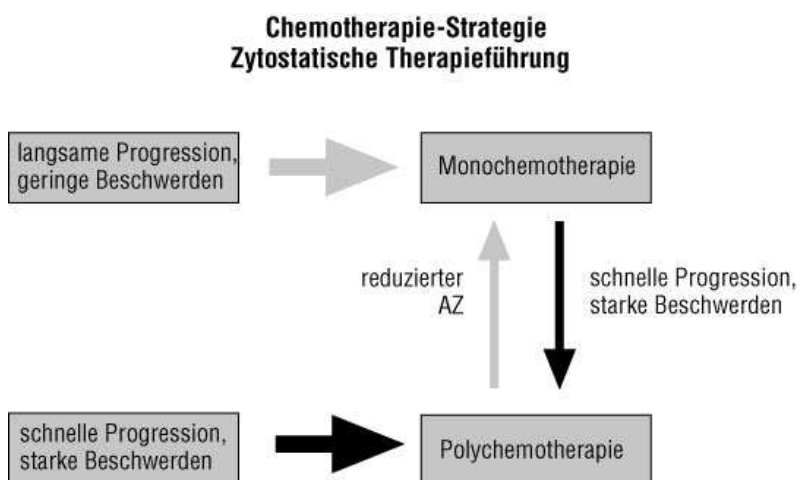 Chemotherapie-Strategie
Zytostatische Therapieführung
langsame Progression,
geringe Beschwerden
Monochemotherapie
reduzierter
AZ
schnelle Progression,
starke Beschwerden
schnelle Progression,
starke Beschwerden
Polychemotherapie